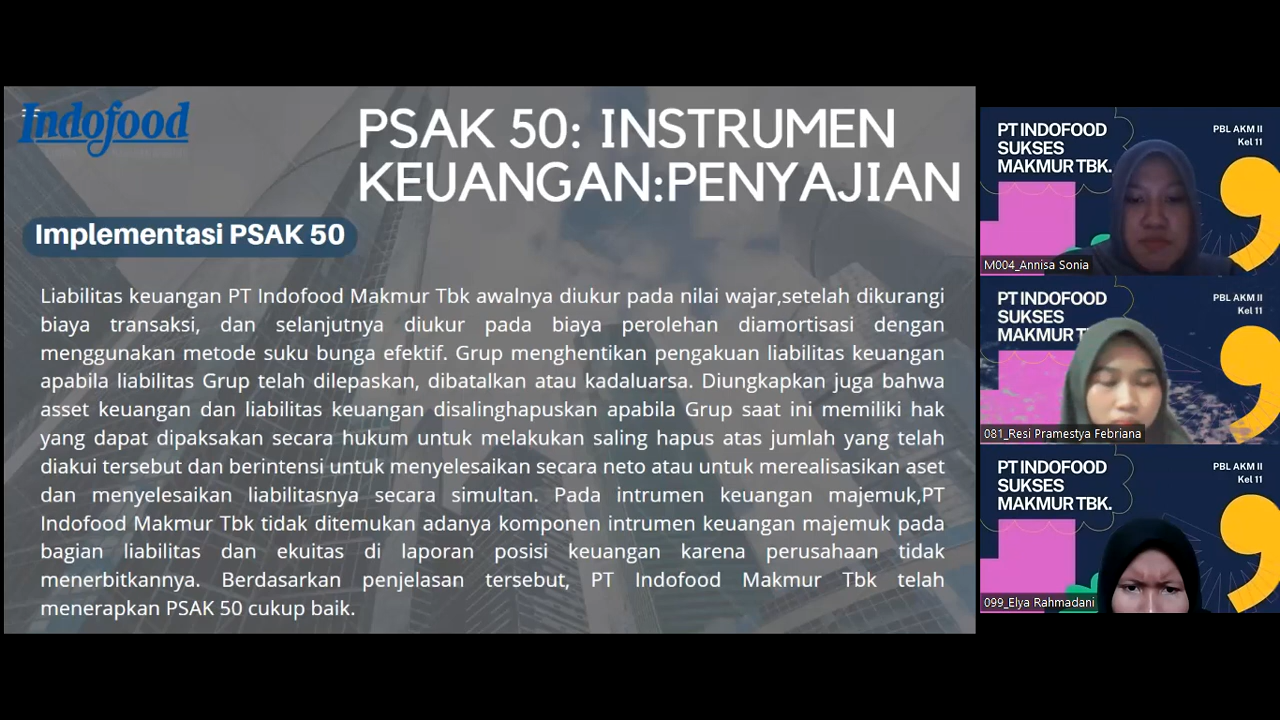 Indofood
PSAK 50: INSTRUMEN
KEUANGAN:PENYAJIAN
Implementasi PSAK 50
Liabilitas keuangan PT Indofood Makmur Tbk awalnya diukur pada nilai wajar,setelah dikurangi
biaya transaksi, dan selanjutnya diukur pada biaya perolehan diamortisasi dengan
menggunakan metode suku bunga efektif. Grup menghentikan pengakuan liabilitas keuangan
apabila liabilitas Grup telah dilepaskan, dibatalkan atau kadaluarsa. Diungkapkan juga bahwa
asset keuangan dan liabilitas keuangan disalinghapuskan apabila Grup saat ini memiliki hak
yang dapat dipaksakan secara hukum untuk melakukan saling hapus atas jumlah yang telah
diakui tersebut dan berintensi untuk menyelesaikan secara neto atau untuk merealisasikan aset
dan menyelesaikan liabilitasnya secara simultan. Pada intrumen keuangan majemuk,PT
Indofood Makmur Tbk tidak ditemukan adanya komponen intrumen keuangan majemuk pada
bagian liabilitas dan ekuitas di laporan posisi keuangan karena perusahaan tidak
menerbitkannya. Berdasarkan penjelasan tersebut, PT Indofood Makmur Tbk telah
menerapkan PSAK 50 cukup baik.
PT INDOFOOD
SUKSES
MAKMUR TBK.
PBL AKM II
Kel 11
M004_Annisa Sonia
PT INDOFOOD
SUKSES
MAKMUR
PBL AKM II
Kel 11
081_Resi Pramestya Febriana
PT INDOFOOD
SUKSES
MAKMUR TBK.
PBL AKM II
Kel 11
099_Elya Rahmadani